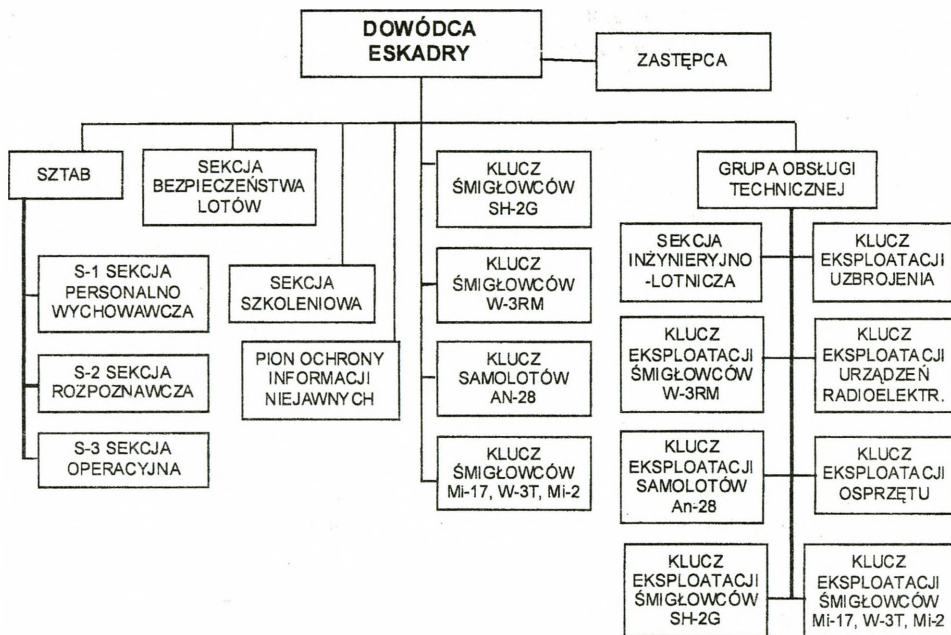 DOWÓDCA
ESKADRY
ZASTĘPCA
SZTAB
SEKCJA
BEZPIECZEŃSTWA
LOTÓW
KLUCZ
ŚMIGŁOWCÓW
SH-2G
GRUPA OBSŁUGI
TECHNICZNEJ
S-1 SEKCJA
PERSONALNO
WYCHOWAWCZA
SEKCJA
SZKOLENIOWA
KLUCZ
ŚMIGŁOWCÓW
W-3RM
SEKCJA
INŻYNIERYJNO
-LOTNICZA
KLUCZ
EKSPLOATACJI
UZBROJENIA
S-2 SEKCJA
ROZPOZNAWCZA
PION OCHRONY
INFORMACJI
NIEJAWNYCH
KLUCZ
SAMOLOTÓW
AN-28
KLUCZ
EKSPLOATACJI
ŚMIGŁOWCÓW
W-3RM
KLUCZ
EKSPLOATACJI
URZĄDZEŃ
RADIOELEKTR.
S-3 SEKCJA
OPERACYJNA
KLUCZ
ŚMIGŁOWCÓW
Mi-17, W-3T, Mi-2
KLUCZ
EKSPLOATACJI
SAMOLOTÓW
An-28
KLUCZ
EKSPLOATACJI
OSPRZĘTU
KLUCZ
EKSPLOATACJI
ŚMIGŁOWCÓW
SH-2G
KLUCZ
EKSPLOATACJI
ŚMIGŁOWCÓW
Mi-17, W-3T, Mi-2